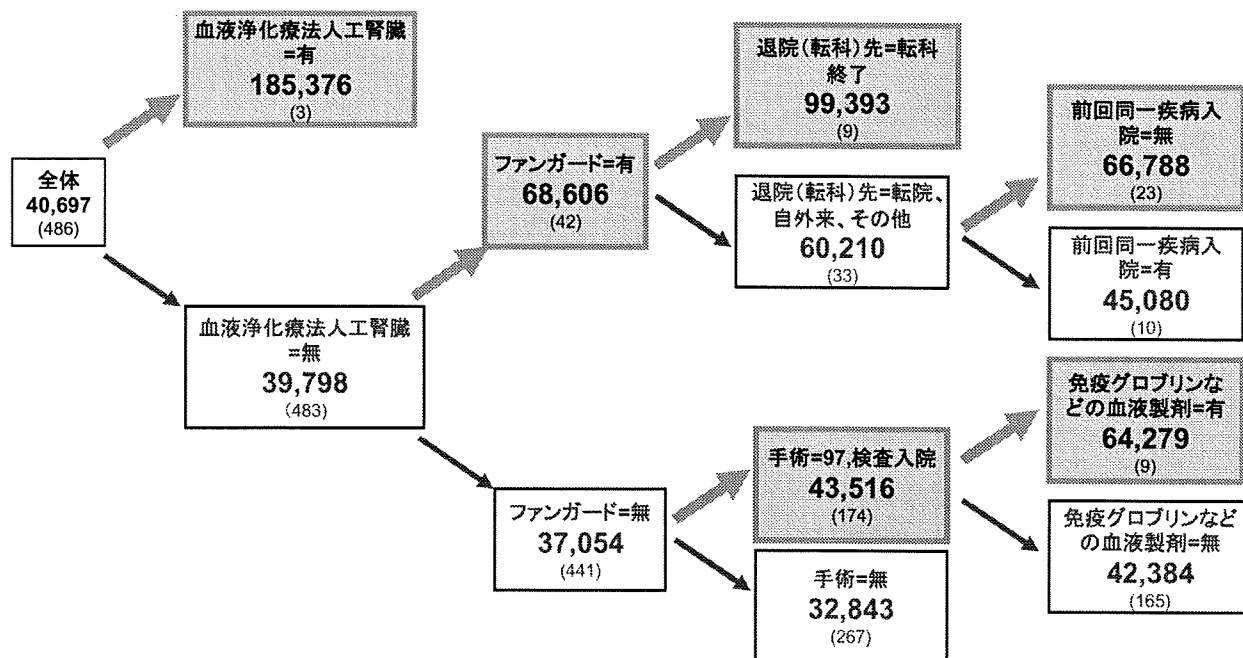 全体
40,697
(486)
血液浄化療法人工腎臓
=有
185,376
(3)
血液浄化療法人工腎臓
=無
39,798
(483)
ファンガード=有
68,606
(42)
ファンガード=無
37,054
(441)
退院(転科)先=転科
終了
99,393
(9)
退院(転科)先=転院、
自外来、その他
60,210
(33)
手術=97,検査入院
43,516
(174)
手術=無
32,843
(267)
前回同一疾病入
院=無
66,788
(23)
前回同一疾病入
院=有
45,080
(10)
免疫グロブリンな
どの血液製剤=有
64,279
(9)
免疫グロブリンなど
の血液製剤=無
42,384
(165)